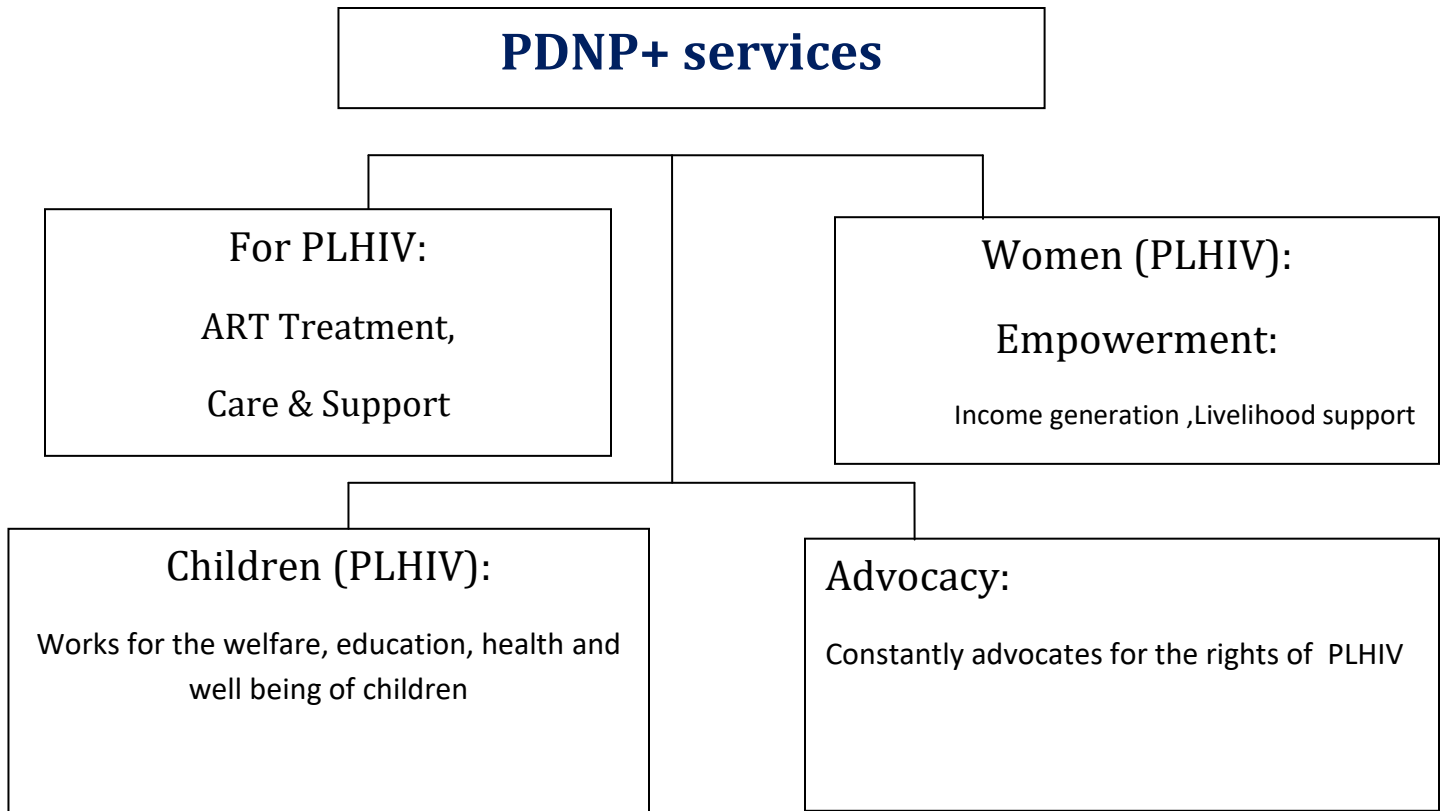 PDNP+ services
For PLHIV:
ART Treatment,
Care & Support
Women (PLHIV):
Empowerment:
Income generation ,Livelihood support
Children (PLHIV):
Works for the welfare, education, health and
well being of children
Advocacy:
Constantly advocates for the rights of  PLHIV